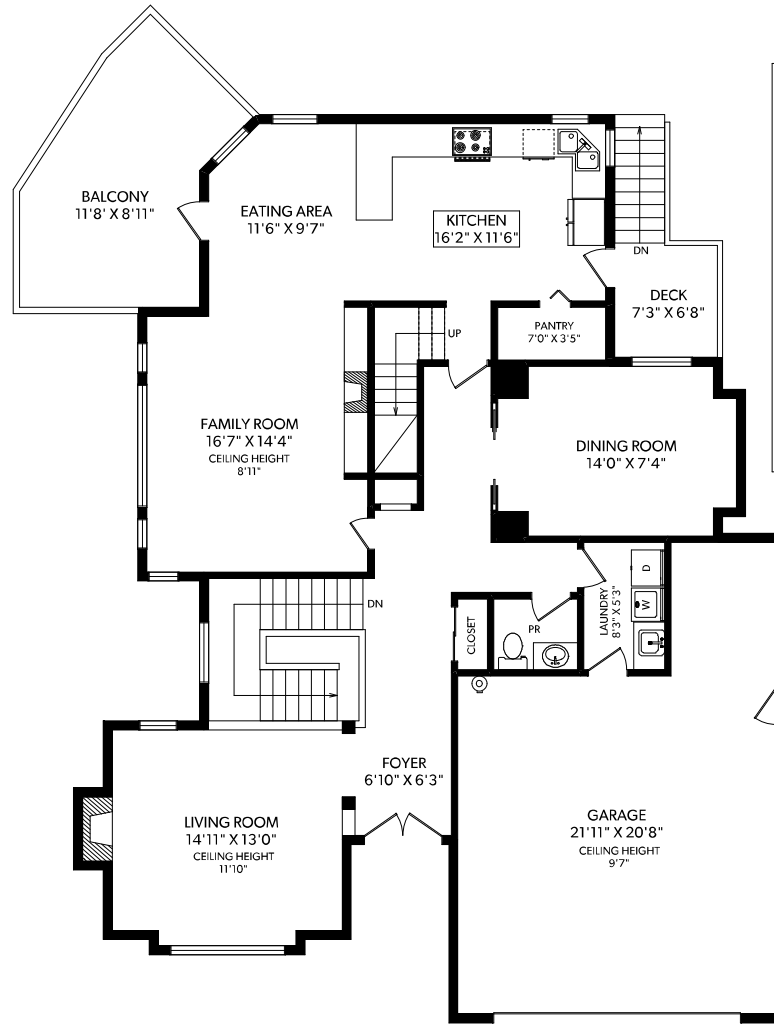 BALCONY
11'8' X 8'11"
EATING AREA
11'6" X 9'7"
KITCHEN
16'2" X 11'6"
DN
DECK
7'3" X 6'8"
PANTRY
7'0" X 3'5"
UP
FAMILY ROOM
16'7" X 14'4"
CEILING HEIGHT
8'11"
DINING ROOM
14'0" X 7'4"
D
W
LAUNDRY
8'3" X 5'3"
DN
CLOSET
PR
FOYER
6'10" X 6'3"
LIVING ROOM
14'11" X 13'0"
CEILING HEIGHT
11'10"
GARAGE
21'11" X 20'8"
CEILING HEIGHT
9'7"